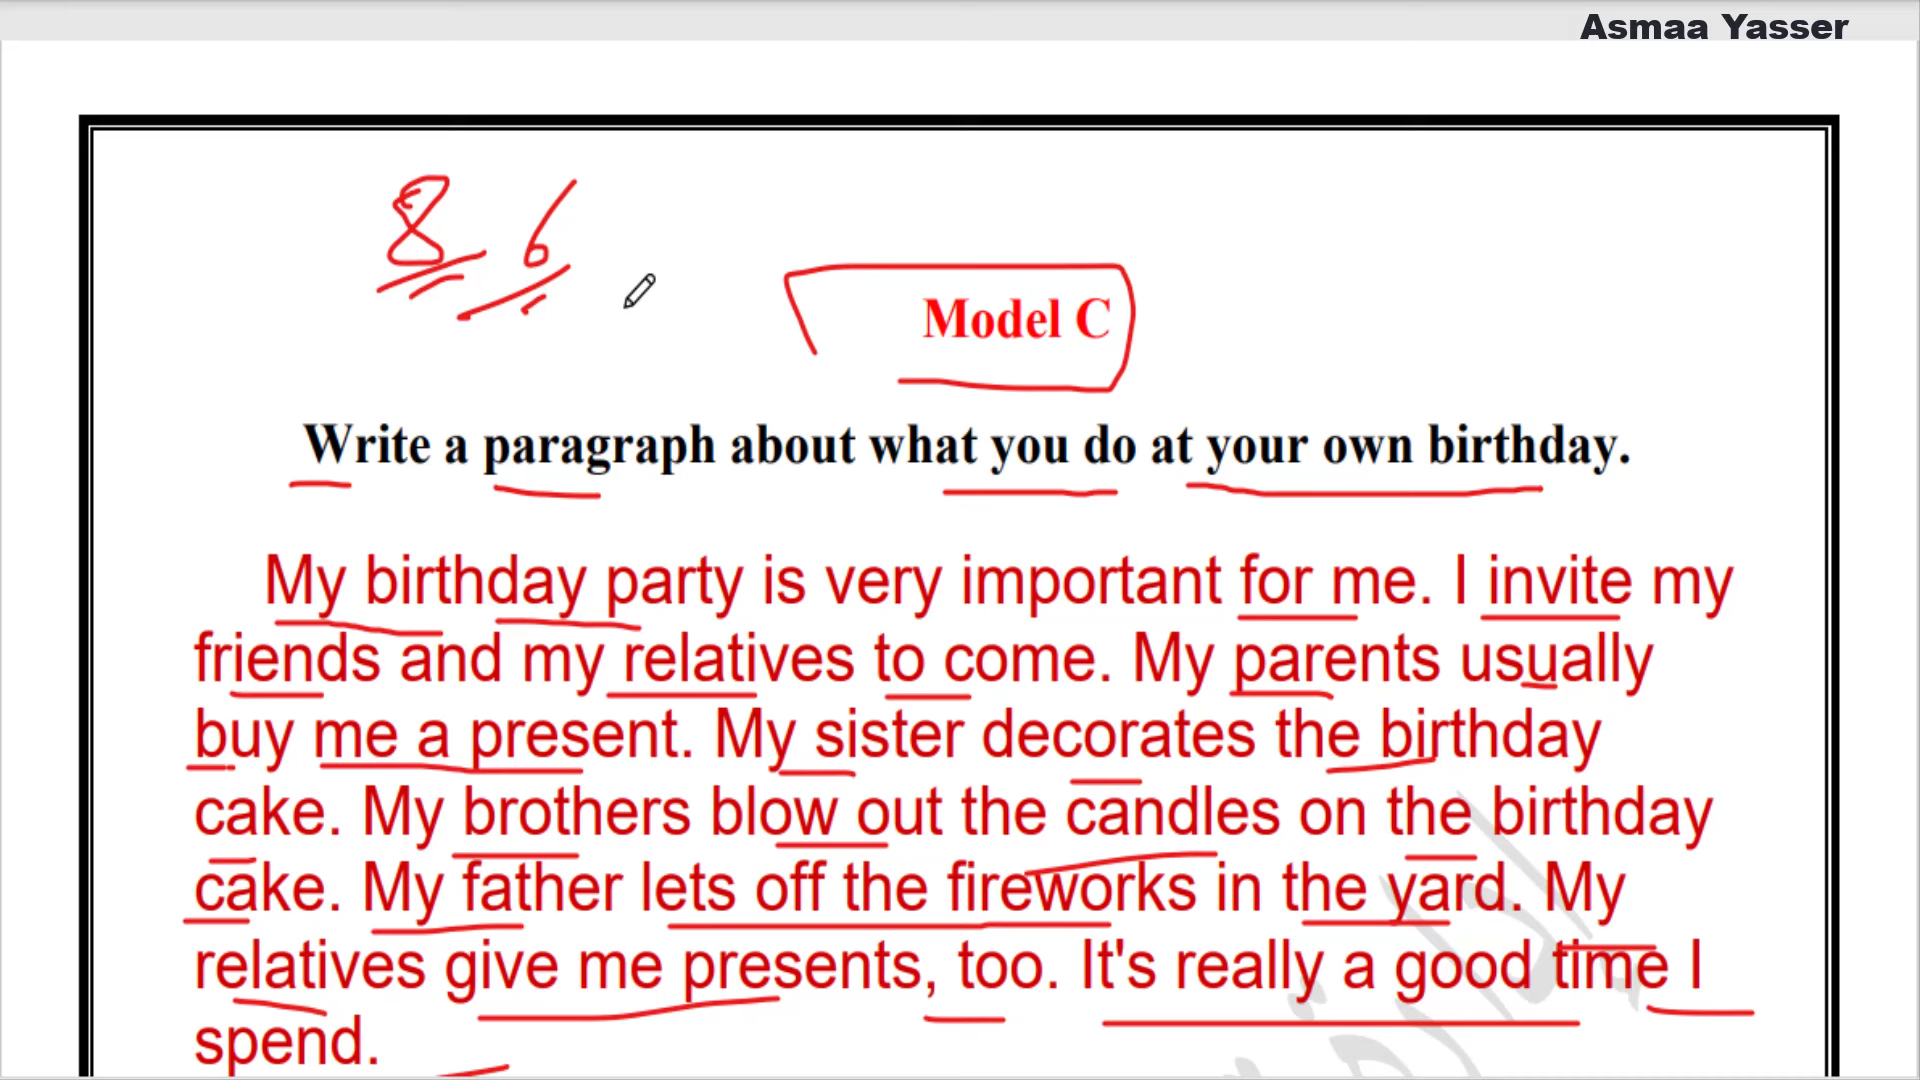 Asmaa Yasser
8 6
Model C
Write a paragraph about what you do at your own birthday.
My birthday party is very important for me. I invite my
friends and my relatives to come. My parents usually
buy me a present. My sister decorates the birthday
cake. My brothers blow out the candles on the birthday
cake. My father lets off the fireworks in the yard. My
relatives give me presents, too. It's really a good time I
spend.